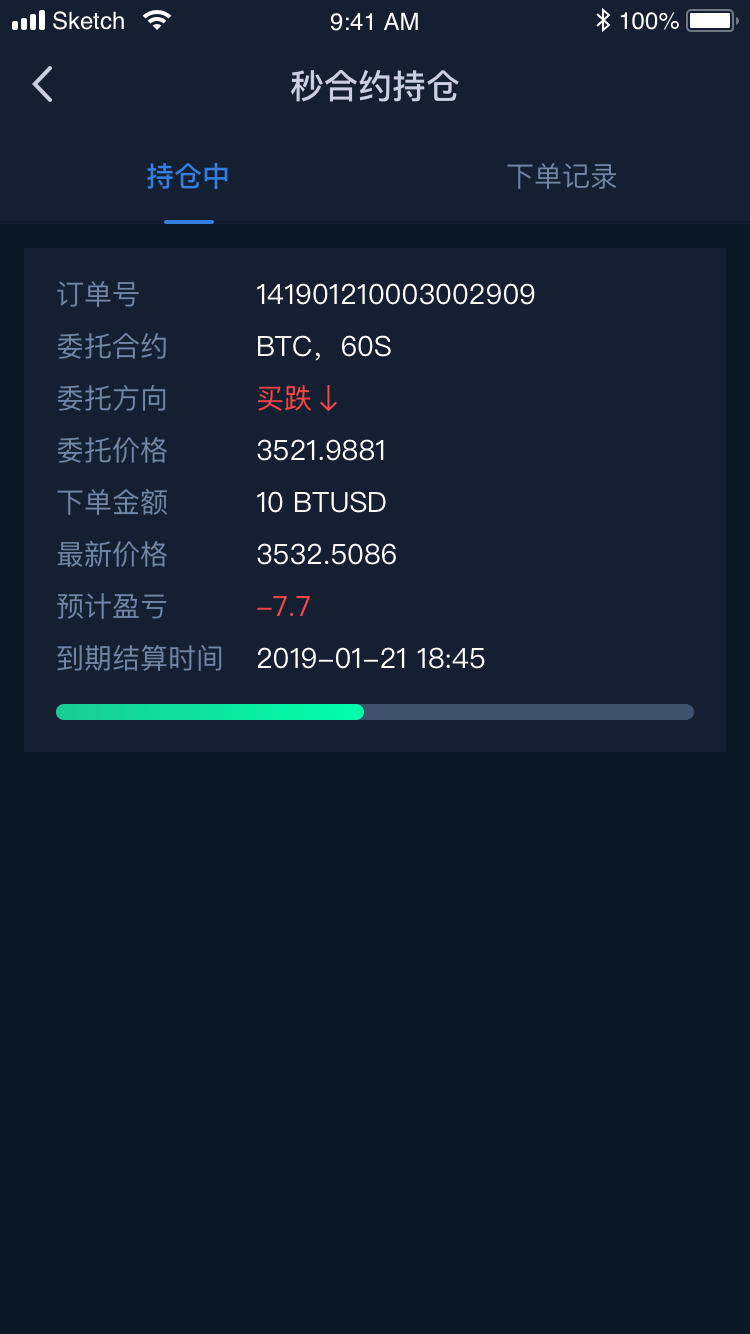 Sketch 9:41 AM 100%
秒合约持仓
持仓中 下单记录
订单号 141901210003002909
委托合约 BTC，60S
委托方向 买跌↓
委托价格 3521.9881
下单金额 10 BTUSD
最新价格 3532.5086
预计盈亏 -7.7
到期结算时间 2019-01-21 18:45